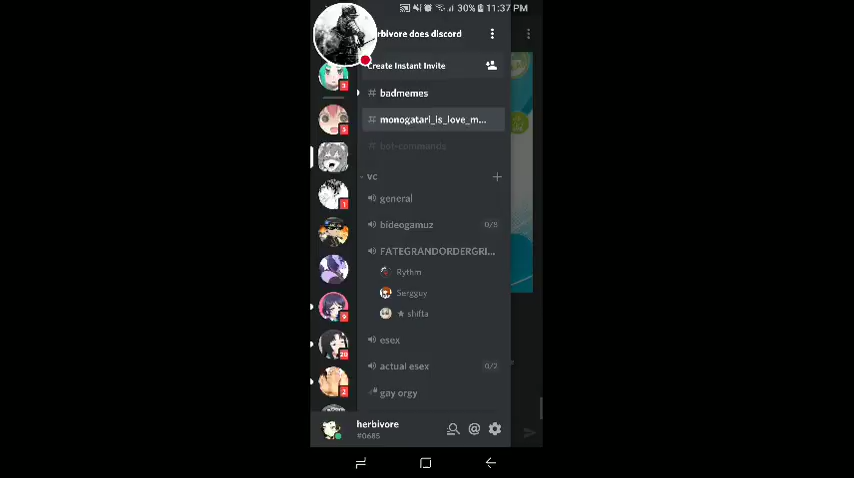 30% 11:37 PM
rbivore does discord
Create Instant Invite
3
# badmemes
3
# monogatari_is_love_m...
# bot-commands
vc
general
1
bideogamuz 0/8
FATEGRANDORDERGRI...
Rythm
Sergguy
shifta
9
esex
20
actual esex 0/2
2
gay orgy
herbivore
#0685